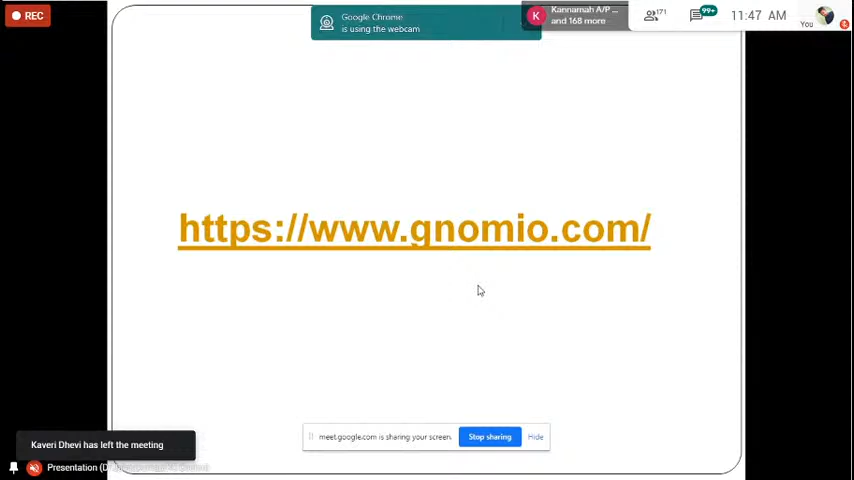 REC
Google Chrome
is using the webcam
K
Kannamah A/P ...
and 168 more
171
99+
11:47 AM
You
https://www.gnomio.com/
meet.google.com is sharing your screen.
Stop sharing
Hide
Kaveri Dhevi has left the meeting
Presentation (D